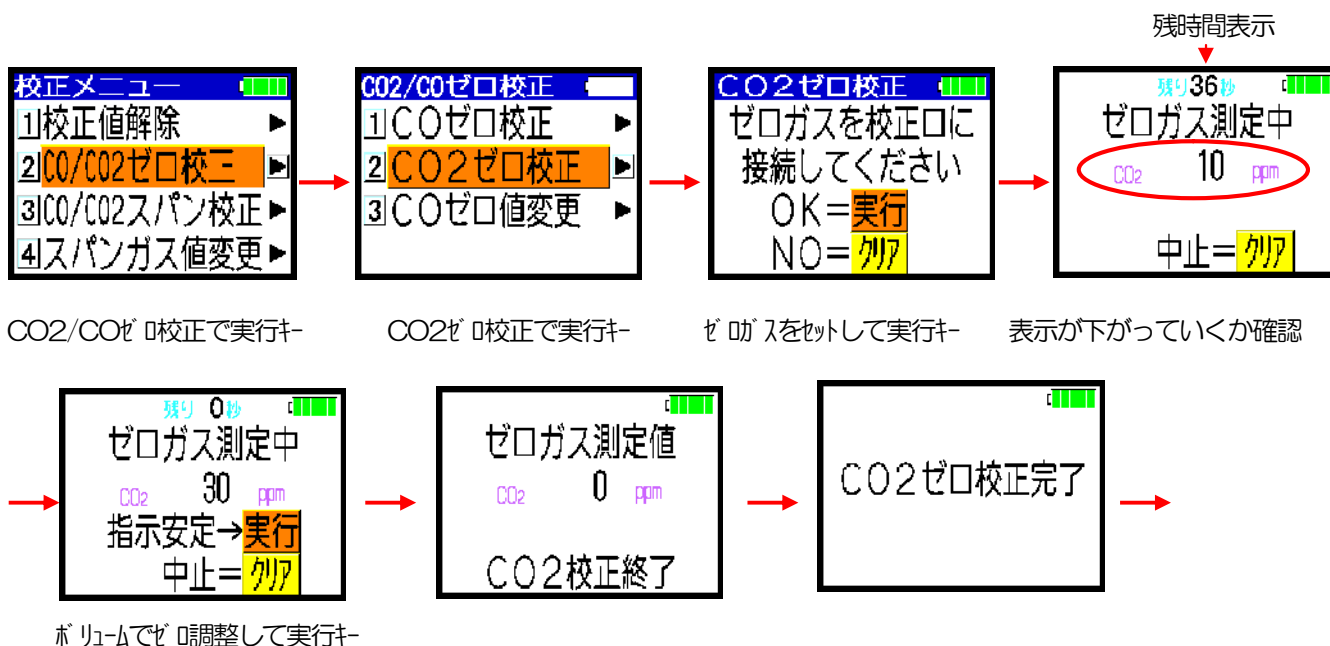 残時間表示
校正メニュー
1校正値解除
2CO/CO2ゼロ校三
3CO/CO2スパン校正
4スパンガス値変更
CO2/COゼロ校正
1COゼロ校正
2CO2ゼロ校正
3COゼロ値変更
CO2ゼロ校正
ゼロガスを校正口に
接続してください
OK=実行
NO=クリア
残り36秒
ゼロガス測定中
CO2 10 ppm
中止=クリア
CO2/COゼロ校正で実行キー
CO2ゼロ校正で実行キー
ゼロガスをセットして実行キー
表示が下がっていくか確認
残り 0秒
ゼロガス測定中
CO2 30 ppm
指示安定→実行
中止=クリア
ゼロガス測定値
CO2 0 ppm
CO2校正終了
CO2ゼロ校正完了
ボリュームでゼロ調整して実行キー